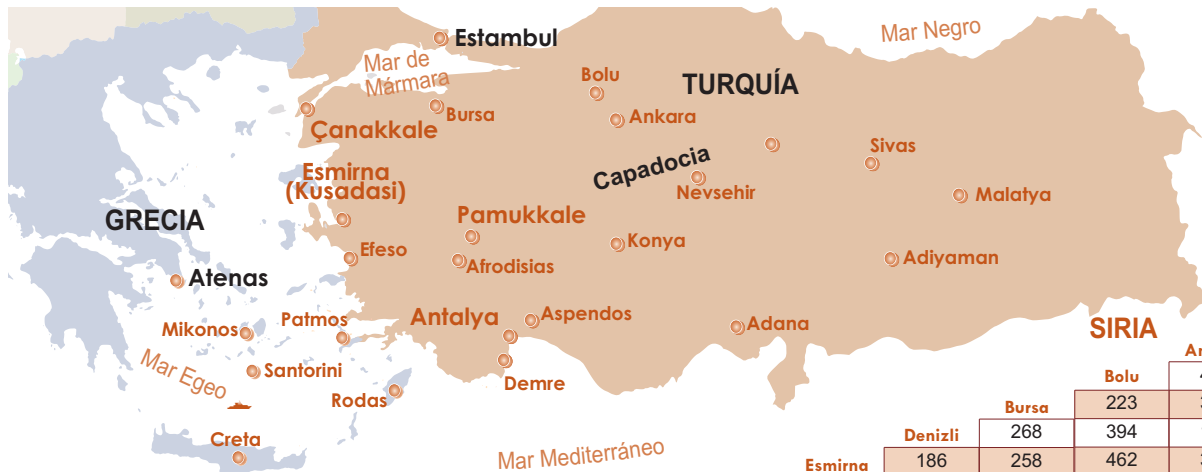 Estambul
Mar Negro
Mar de
Mármara
Bolu
TURQUÍA
Bursa
Ankara
Çanakkale
Sivas
Esmirna
(Kusadasi)
Capadocia
Nevsehir
Malatya
GRECIA
Pamukkale
Konya
Efeso
Afrodisias
Adiyaman
Atenas
Mikonos
Patmos
Antalya
Aspendos
Adana
SIRIA
Mar Egeo
Santorini
Demre
Rodas
Creta
Mar Mediterráneo
Bolu
Bursa 223
Denizli 268 394
Esmirna 186 258 462